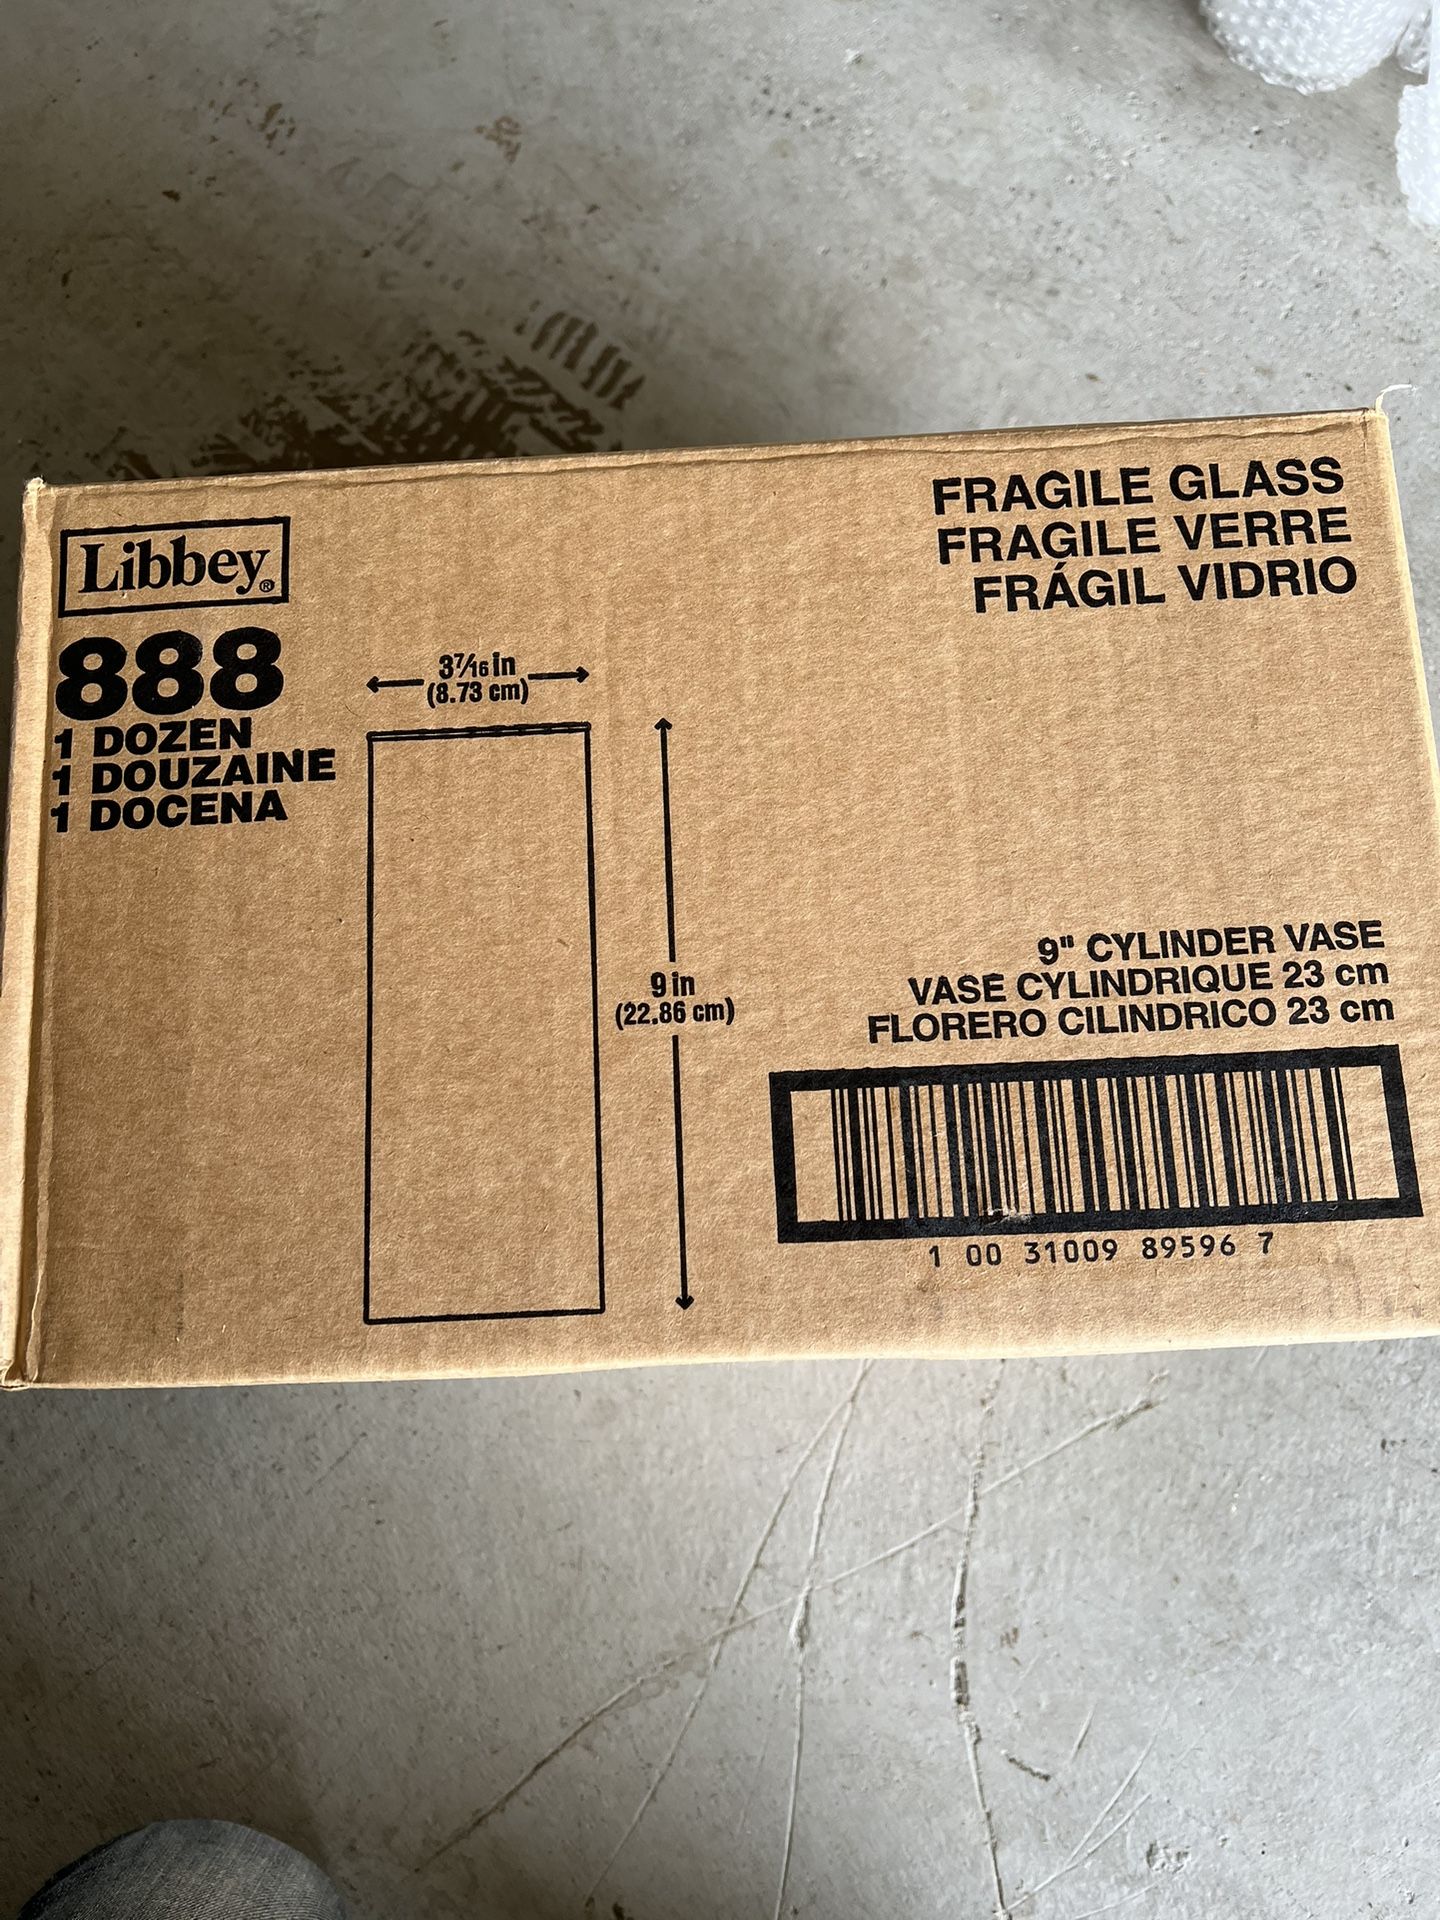 Libbey®
888
1 DOZEN
1 DOUZAINE
1 DOCENA
FRAGILE GLASS
FRAGILE VERRE
FRÁGIL VIDRIO
3 7/16 in
(8.73 cm)
9 in
(22.86 cm)
9" CYLINDER VASE
VASE CYLINDRIQUE 23 cm
FLORERO CILINDRICO 23 cm
1 00 31009 89596 7